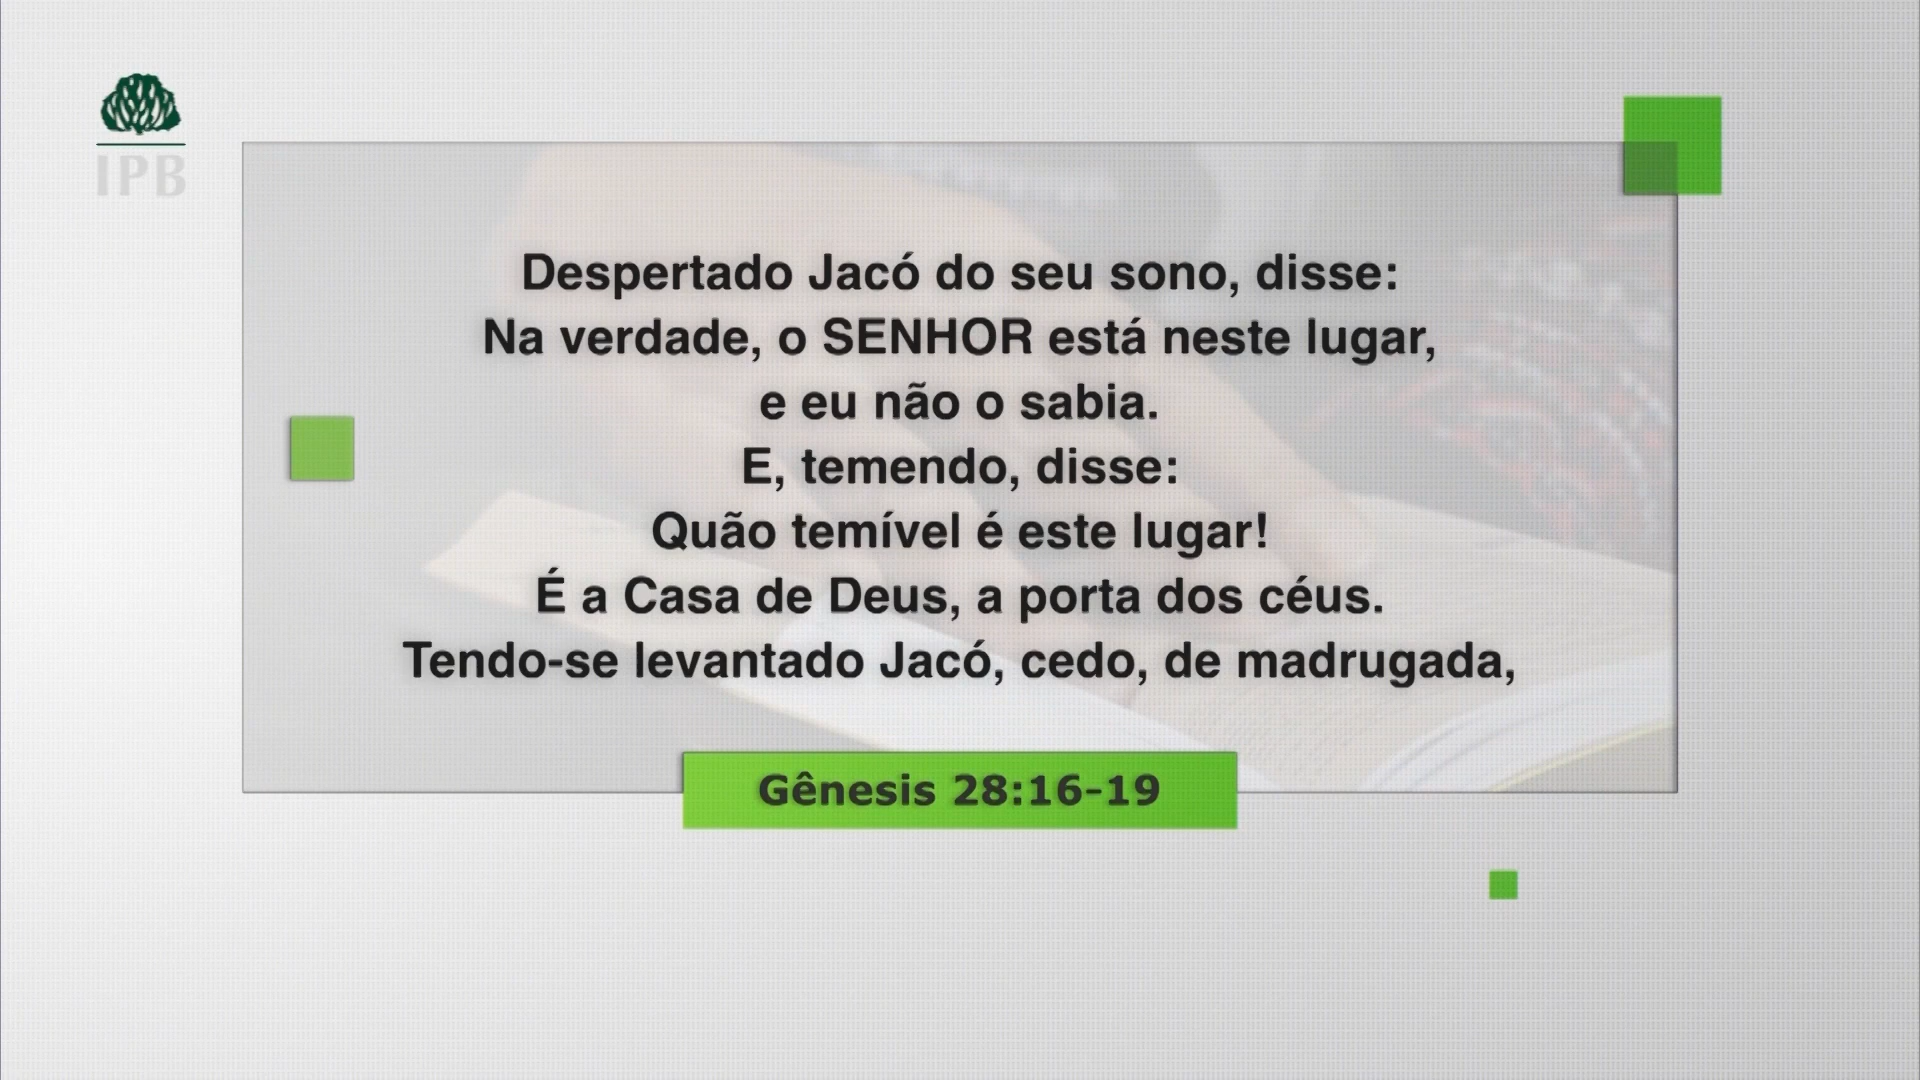 IPB
Despertado Jacó do seu sono, disse:
Na verdade, o SENHOR está neste lugar,
e eu não o sabia.
E, temendo, disse:
Quão temível é este lugar!
É a Casa de Deus, a porta dos céus.
Tendo-se levantado Jacó, cedo, de madrugada,
Gênesis 28:16-19